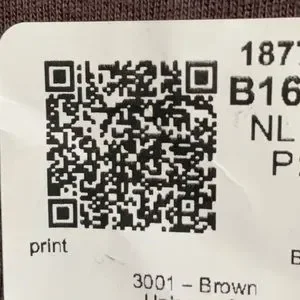 1877
B16
NL
P
print
3001 – Brown